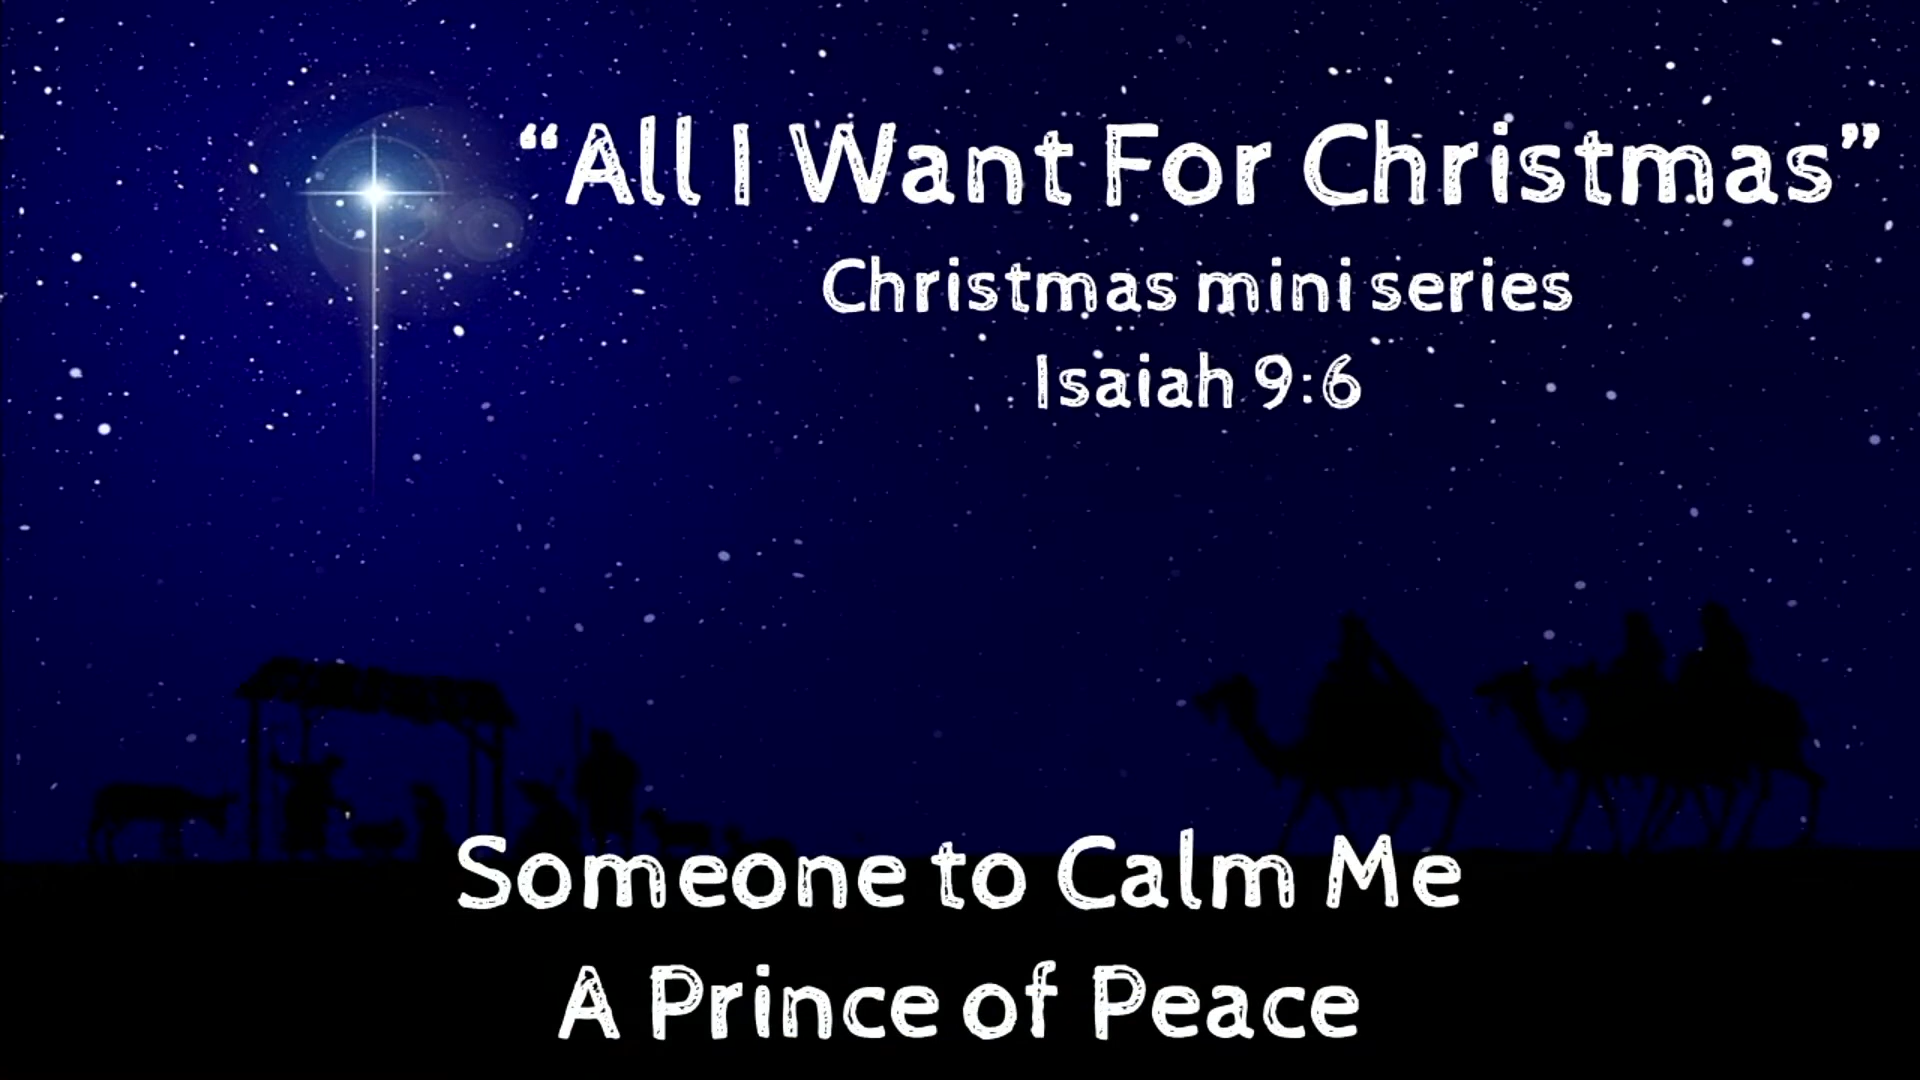 “All I Want For Christmas”
Christmas mini series
Isaiah 9:6
Someone to Calm Me
A Prince of Peace